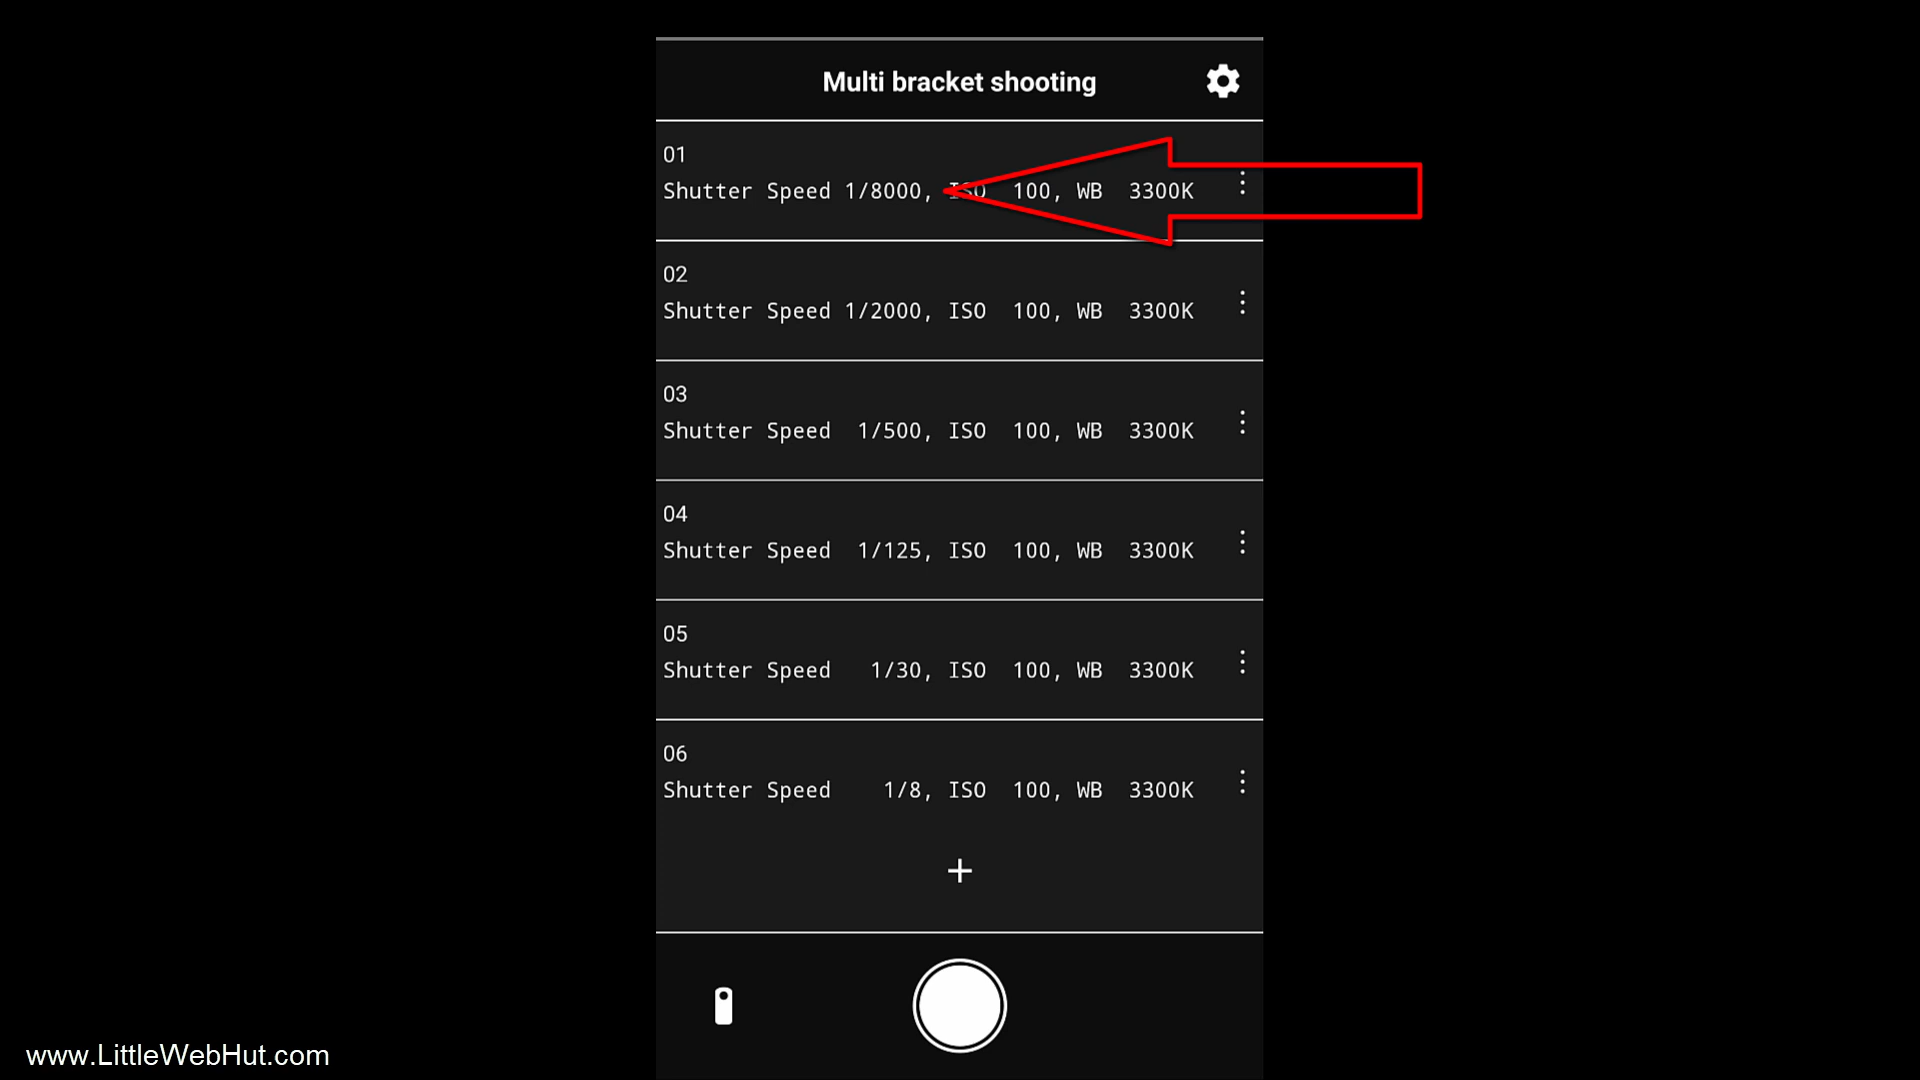 Multi bracket shooting
01
Shutter Speed 1/8000, ISO 100, WB 3300K
02
Shutter Speed 1/2000, ISO 100, WB 3300K
03
Shutter Speed 1/500, ISO 100, WB 3300K
04
Shutter Speed 1/125, ISO 100, WB 3300K
05
Shutter Speed 1/30, ISO 100, WB 3300K
06
Shutter Speed 1/8, ISO 100, WB 3300K
+
www.LittleWebHut.com